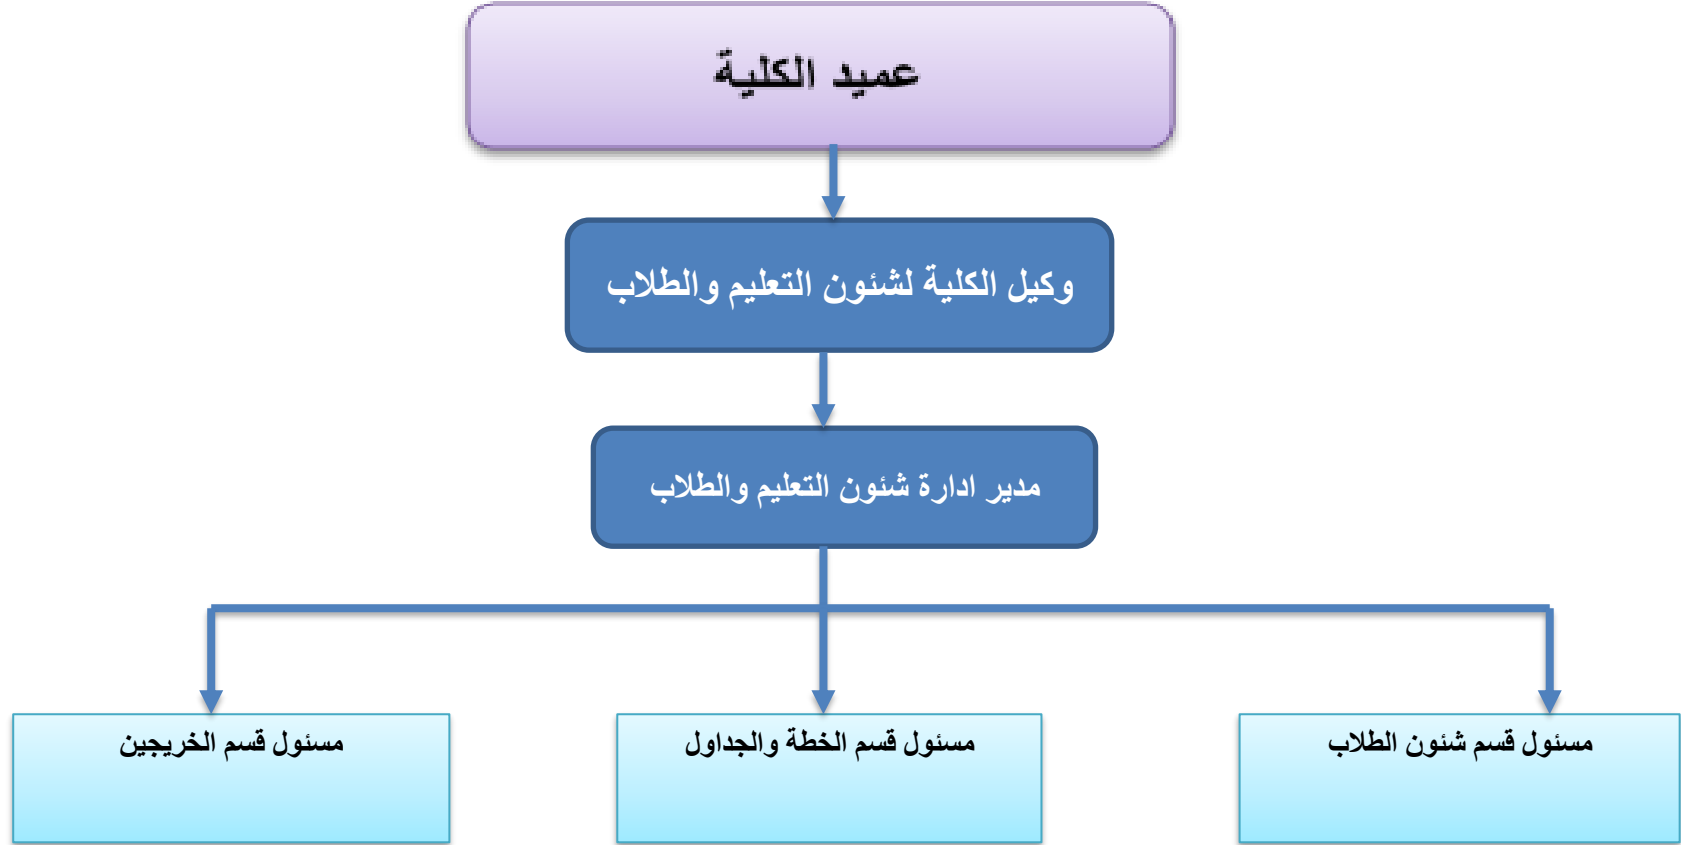 عميد الكلية
وكيل الكلية لشئون التعليم والطلاب
مدير ادارة شئون التعليم والطلاب
مسئول قسم شئون الطلاب
مسئول قسم الخطة والجداول
مسئول قسم الخريجين